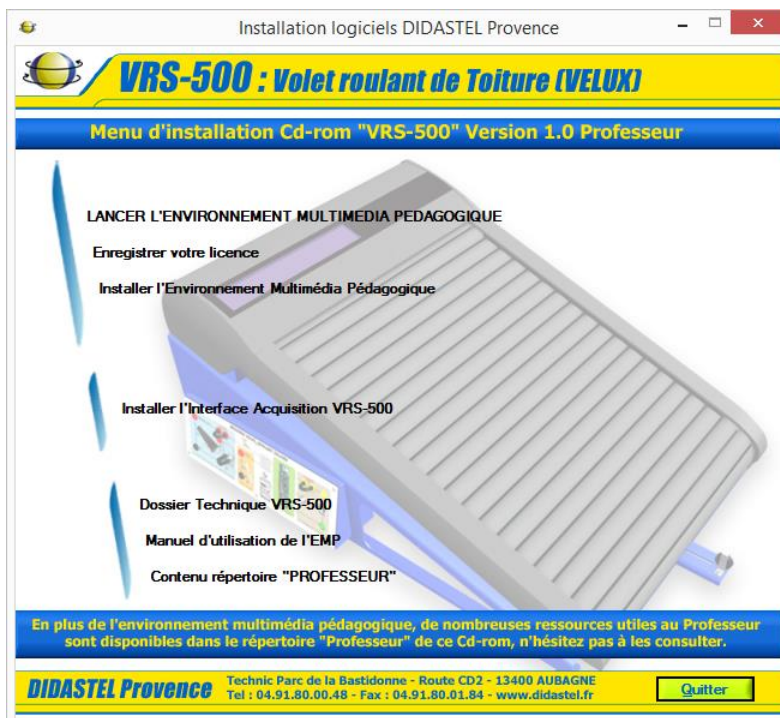 Installation logiciels DIDASTEL Provence
VRS-500 : Volet roulant de Toiture (VELUX)
Menu d'installation Cd-rom "VRS-500" Version 1.0 Professeur
LANCER L'ENVIRONNEMENT MULTIMEDIA PEDAGOGIQUE
Enregistrer votre licence
Installer l'Environnement Multimédia Pédagogique
Installer l'Interface Acquisition VRS-500
Dossier Technique VRS-500
Manuel d'utilisation de l'EMP
Contenu répertoire "PROFESSEUR"
En plus de l'environnement multimédia pédagogique, de nombreuses ressources utiles au Professeur
sont disponibles dans le répertoire "Professeur" de ce Cd-rom, n'hésitez pas à les consulter.
DIDASTEL Provence
Technic Parc de la Bastidonne - Route CD2 - 13400 AUBAGNE
Tel : 04.91.80.00.48 - Fax : 04.91.80.01.84 - www.didastel.fr
Quitter